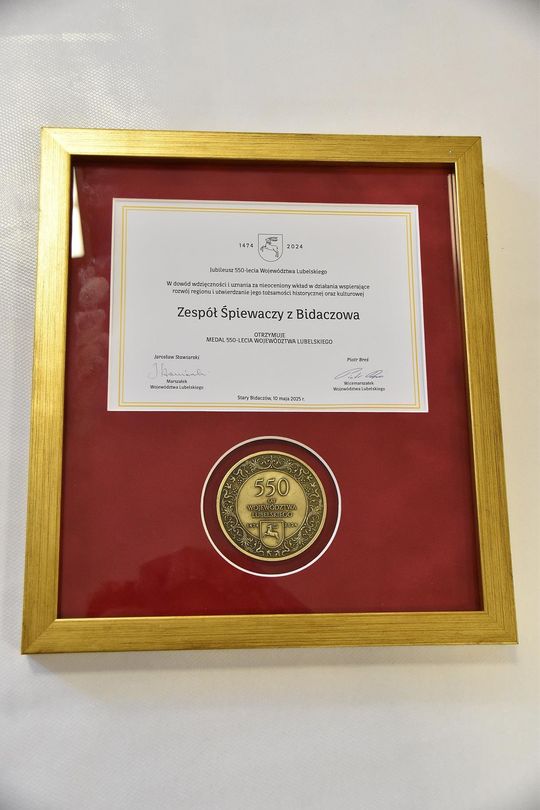 1474 2024
Jubileusz 550-lecia Województwa Lubelskiego
W dowód wdzięczności i uznania za nieoceniony wkład w działania wspierające
rozwój regionu i utwierdzanie jego tożsamości historycznej oraz kulturowej
Zespół Śpiewaczy z Bidaczowa
OTRZYMUJE
MEDAL 550-LECIA WOJEWÓDZTWA LUBELSKIEGO
Jarosław Stawiarski
Marszałek
Województwa Lubelskiego
Piotr Breś
Wicemarszałek
Województwa Lubelskiego
Stary Bidaczów, 10 maja 2025 r.
550
LAT
WOJEWÓDZTWA
LUBELSKIEGO
1474 2024